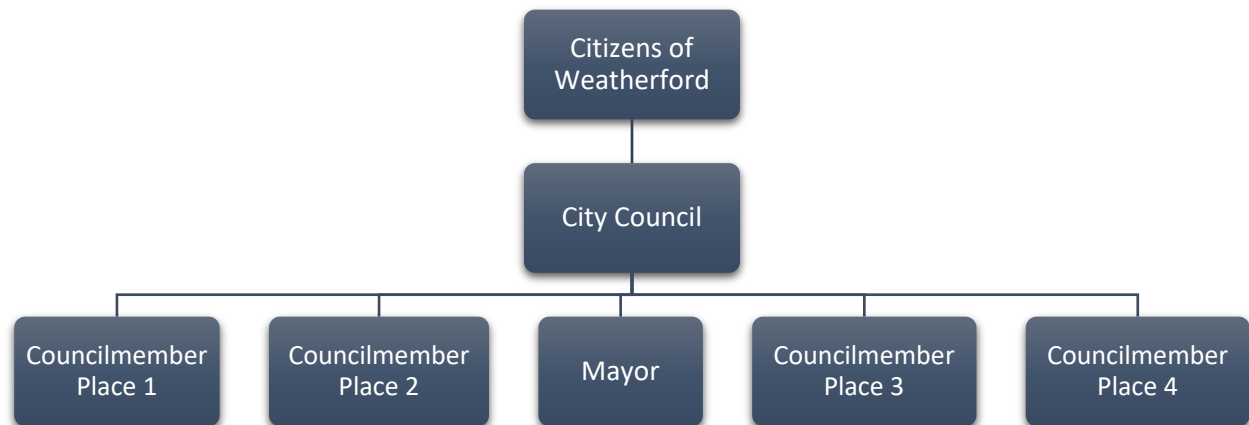 Citizens of
Weatherford
City Council
Councilmember
Place 1
Councilmember
Place 2
Mayor
Councilmember
Place 3
Councilmember
Place 4